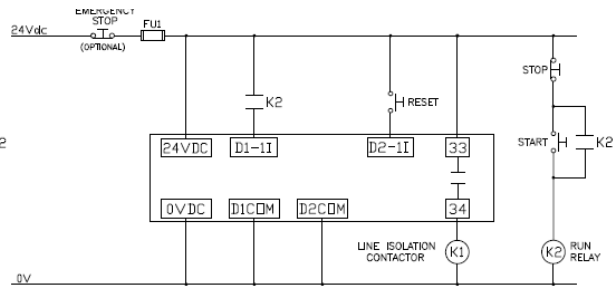 EMERGENCY
STOP
(OPTIONAL)
24Vdc
FU1
K2
RESET
STOP
START
K2
24VDC
D1-1I
D2-1I
33
0VDC
D1COM
D2COM
34
LINE ISOLATION
CONTACTOR
K1
K2
RUN
RELAY
0V
2